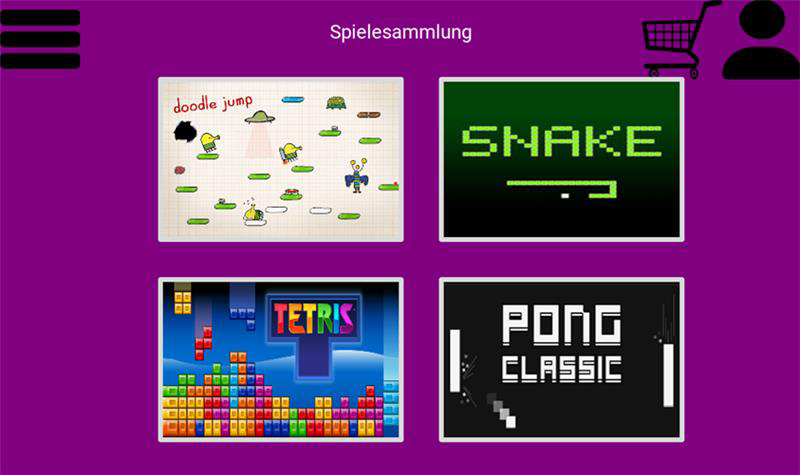 Spielesammlung
doodle jump
SNAKE
TETRIS
PONG
CLASSIC